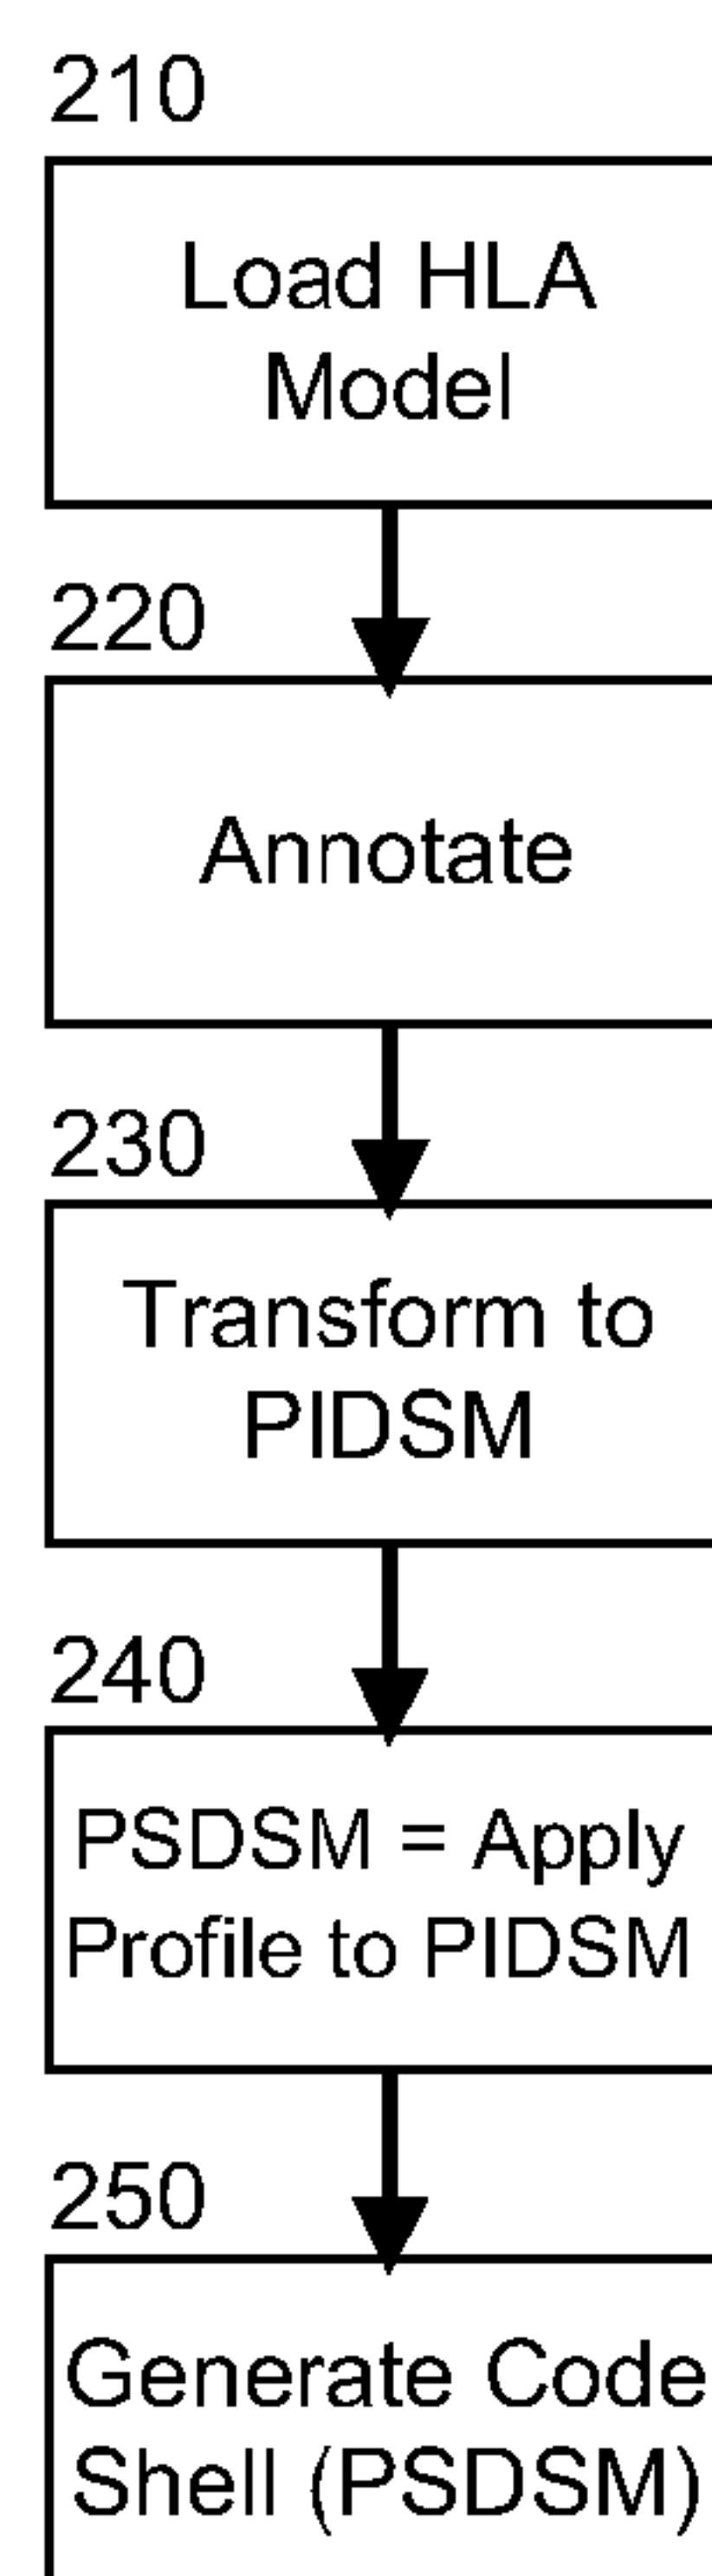 210
Load HLA
Model
220
Annotate
230
Transform to
PIDSM
240
PSDSM = Apply
Profile to PIDSM
250
Generate Code
Shell (PSDSM)